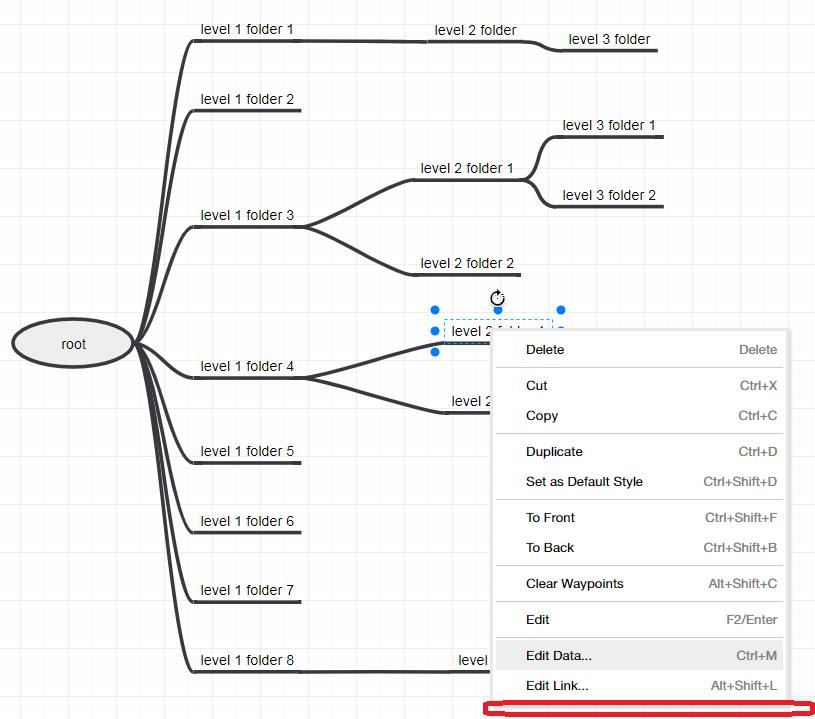 level 1 folder 1
level 2 folder
level 3 folder
level 1 folder 2
level 3 folder 1
level 2 folder 1
level 3 folder 2
level 1 folder 3
level 2 folder 2
root
level 2
level 1 folder 4
level 2
level 1 folder 5
level 1 folder 6
level 1 folder 7
level 1 folder 8
level
Delete Delete
Cut Ctrl+X
Copy Ctrl+C
Duplicate Ctrl+D
Set as Default Style Ctrl+Shift+D
To Front Ctrl+Shift+F
To Back Ctrl+Shift+B
Clear Waypoints Alt+Shift+C
Edit F2/Enter
Edit Data... Ctrl+M
Edit Link... Alt+Shift+L